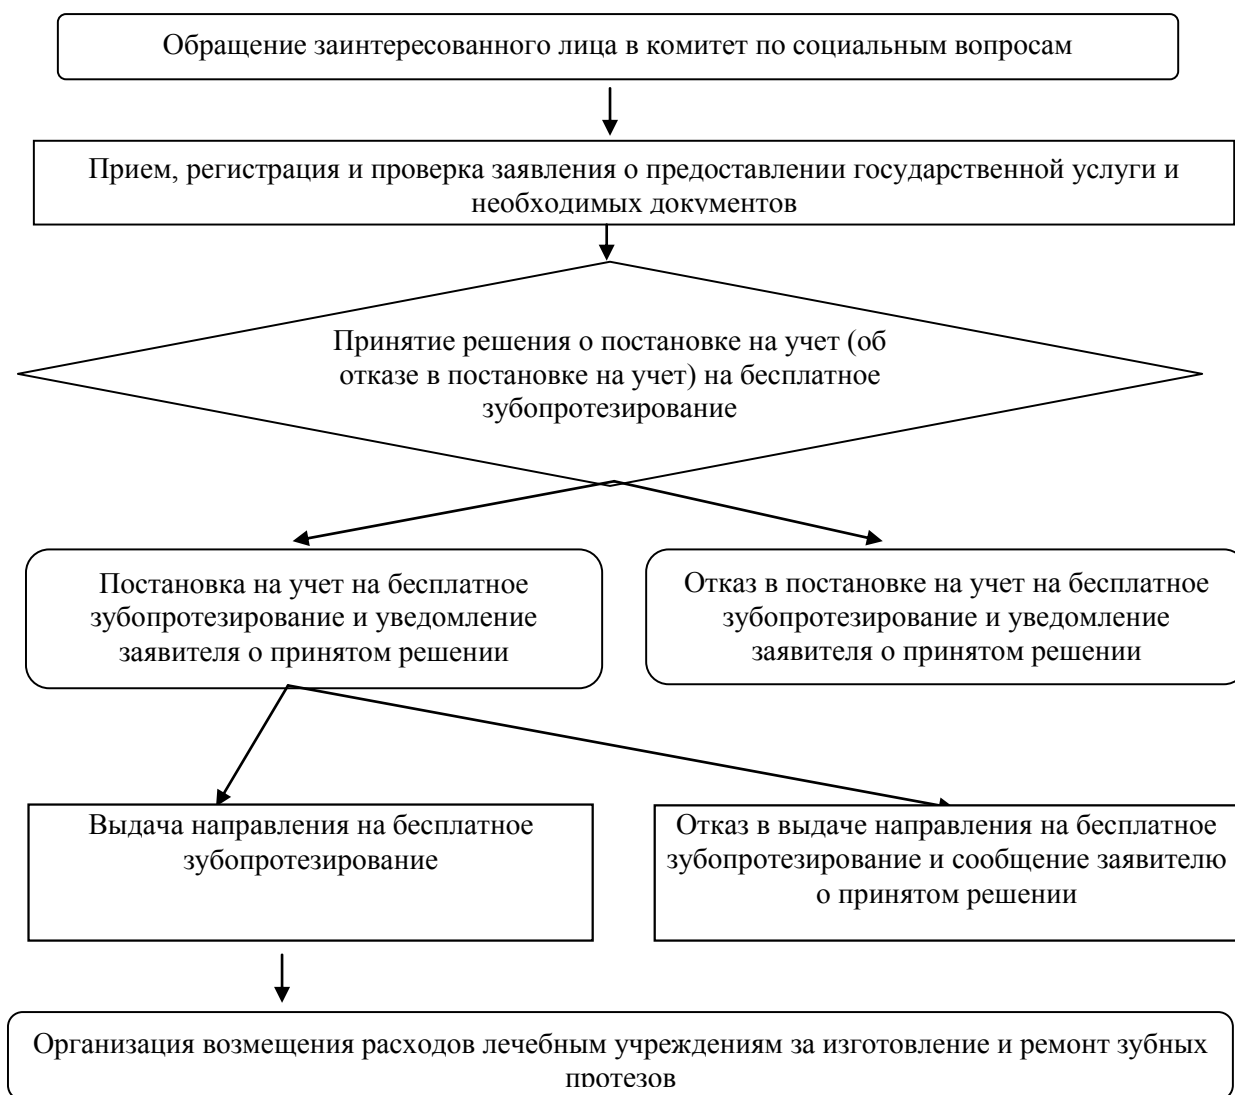 Обращение заинтересованного лица в комитет по социальным вопросам
Прием, регистрация и проверка заявления о предоставлении государственной услуги и
необходимых документов
Принятие решения о постановке на учет (об
отказе в постановке на учет) на бесплатное
зубопротезирование
Постановка на учет на бесплатное
зубопротезирование и уведомление
заявителя о принятом решении
Отказ в постановке на учет на бесплатное
зубопротезирование и уведомление
заявителя о принятом решении
Выдача направления на бесплатное
зубопротезирование
Отказ в выдаче направления на бесплатное
зубопротезирование и сообщение заявителю
о принятом решении
Организация возмещения расходов лечебным учреждениям за изготовление и ремонт зубных
протезов